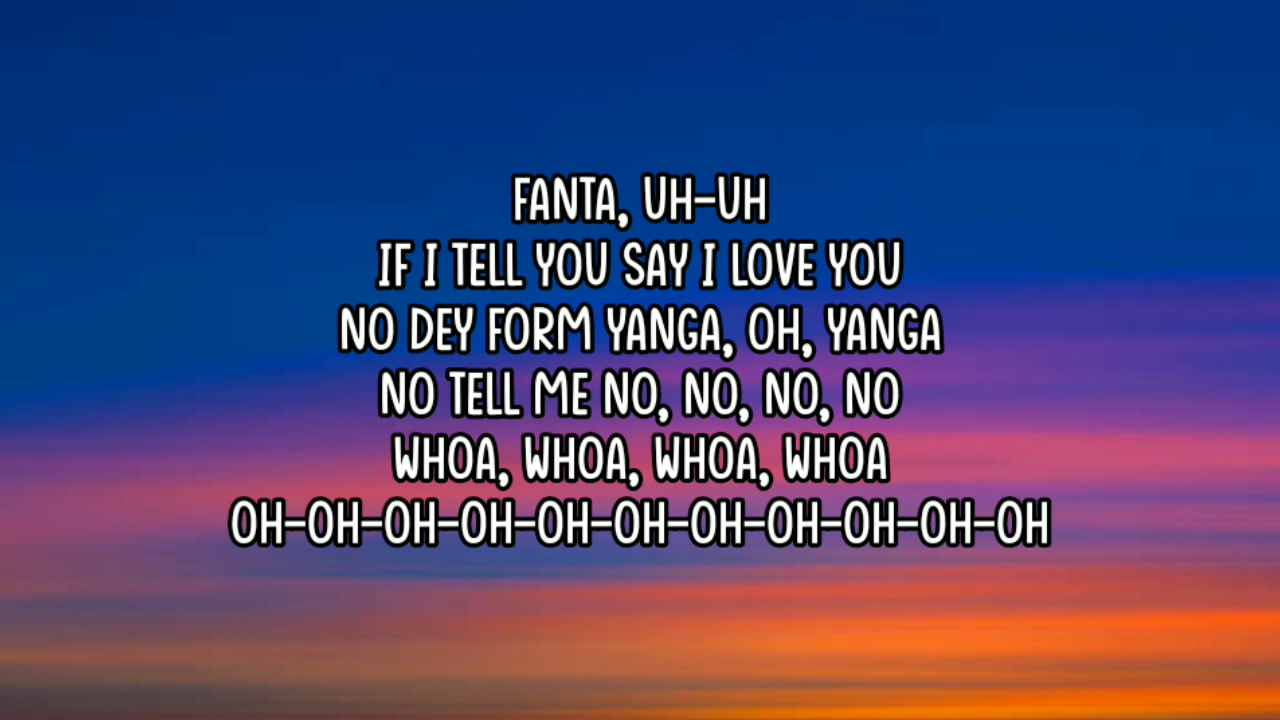 FANTA, UH-UH
IF I TELL YOU SAY I LOVE YOU
NO DEY FORM YANGA, OH, YANGA
NO TELL ME NO, NO, NO, NO
WHOA, WHOA, WHOA, WHOA
OH-OH-OH-OH-OH-OH-OH-OH-OH-OH-OH